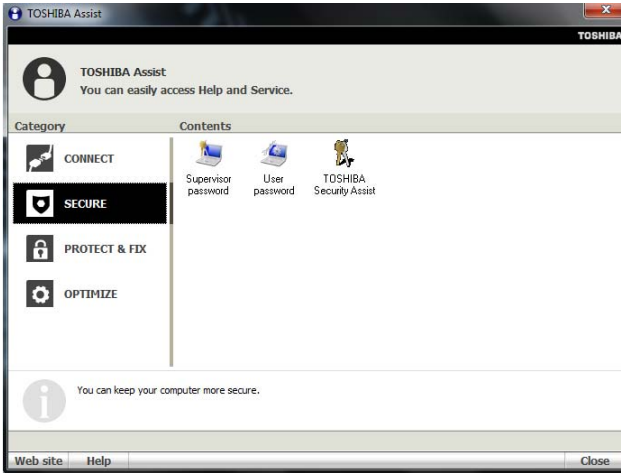 TOSHIBA Assist
TOSHIBA
TOSHIBA Assist
You can easily access Help and Service.
Category
Contents
CONNECT
SECURE
PROTECT & FIX
OPTIMIZE
Supervisor password
User password
TOSHIBA Security Assist
You can keep your computer more secure.
Web site
Help
Close